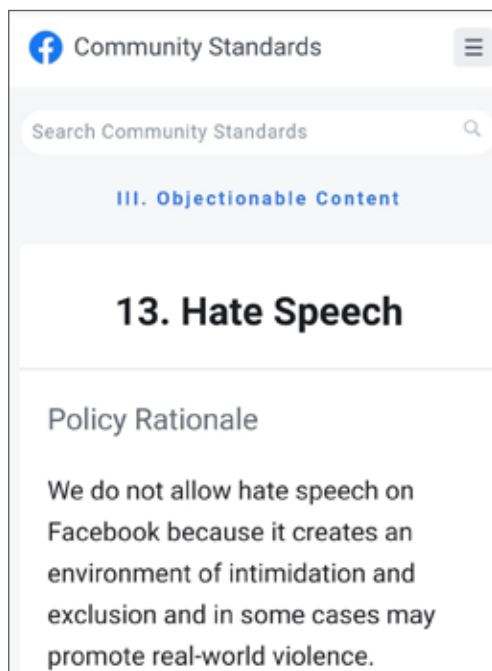 Community Standards
Search Community Standards
III. Objectionable Content
13. Hate Speech
Policy Rationale
We do not allow hate speech on
Facebook because it creates an
environment of intimidation and
exclusion and in some cases may
promote real-world violence.